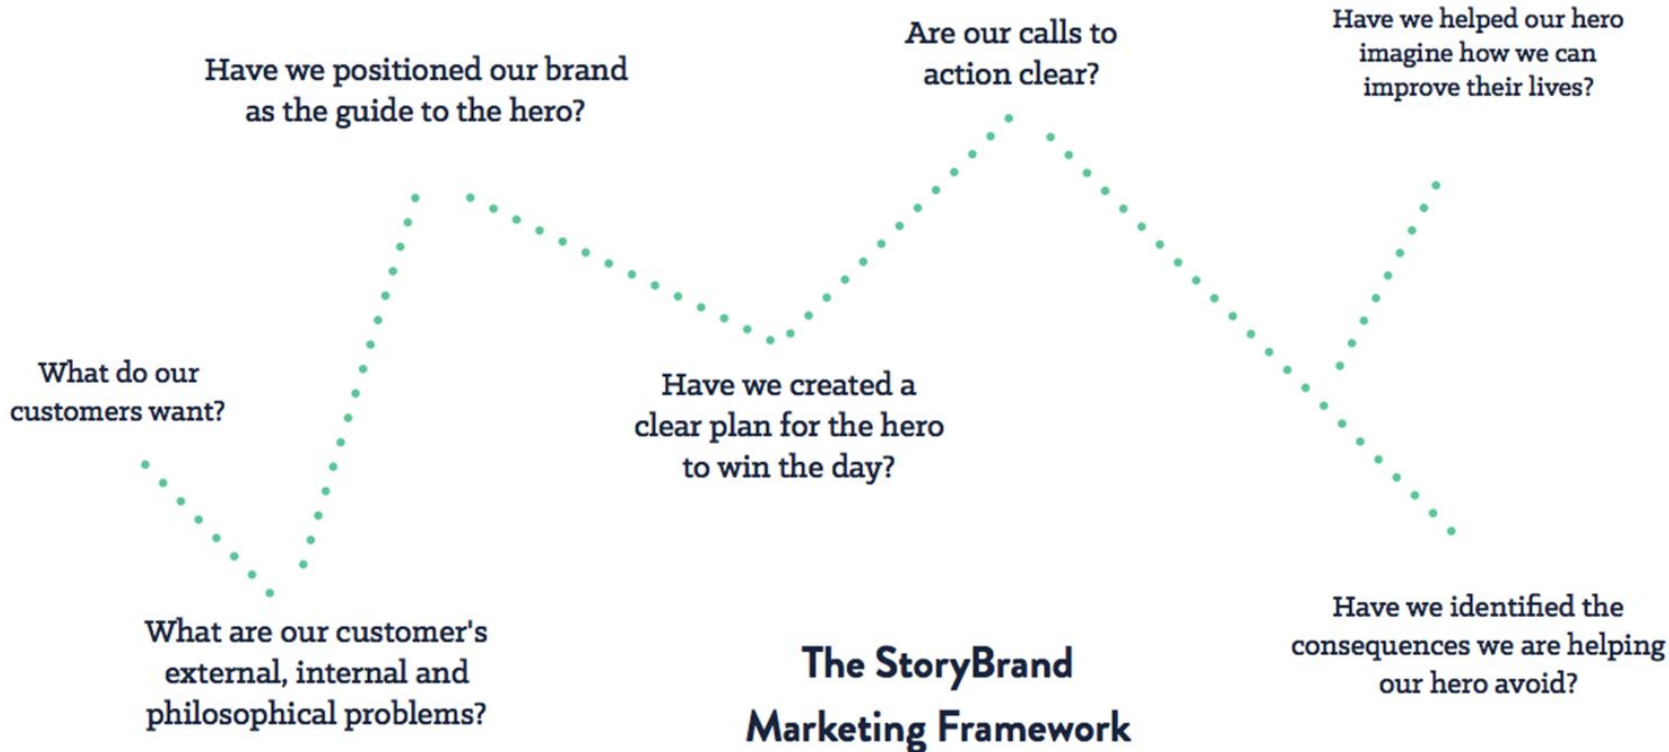 What do our
customers want?
What are our customer's
external, internal and
philosophical problems?
Have we positioned our brand
as the guide to the hero?
Have we created a
clear plan for the hero
to win the day?
Are our calls to
action clear?
Have we helped our hero
imagine how we can
improve their lives?
Have we identified the
consequences we are helping
our hero avoid?
The StoryBrand
Marketing Framework